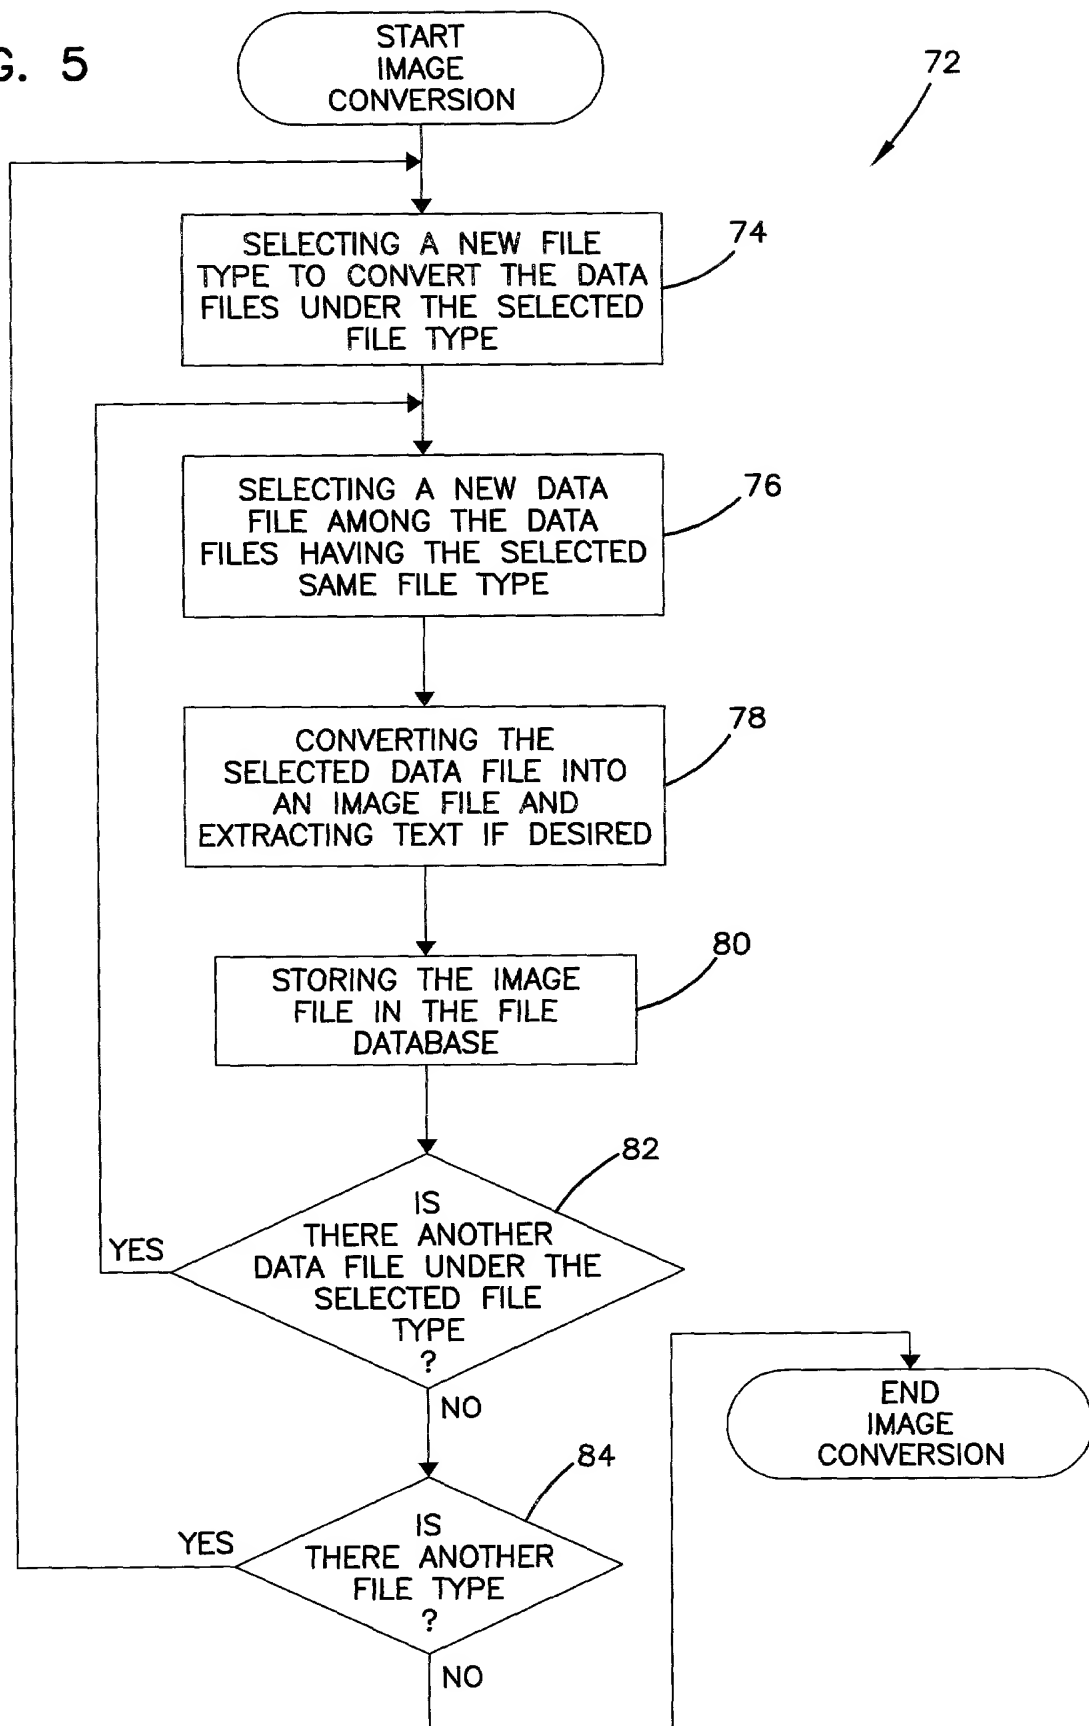 G. 5
START
IMAGE
CONVERSION
72
SELECTING A NEW FILE
TYPE TO CONVERT THE DATA
FILES UNDER THE SELECTED
FILE TYPE
74
SELECTING A NEW DATA
FILE AMONG THE DATA
FILES HAVING THE SELECTED
SAME FILE TYPE
76
CONVERTING THE
SELECTED DATA FILE INTO
AN IMAGE FILE AND
EXTRACTING TEXT IF DESIRED
78
STORING THE IMAGE
FILE IN THE FILE
DATABASE
80
IS
THERE ANOTHER
DATA FILE UNDER THE
SELECTED FILE
TYPE
?
82
YES
NO
IS
THERE ANOTHER
FILE TYPE
?
84
YES
NO
END
IMAGE
CONVERSION